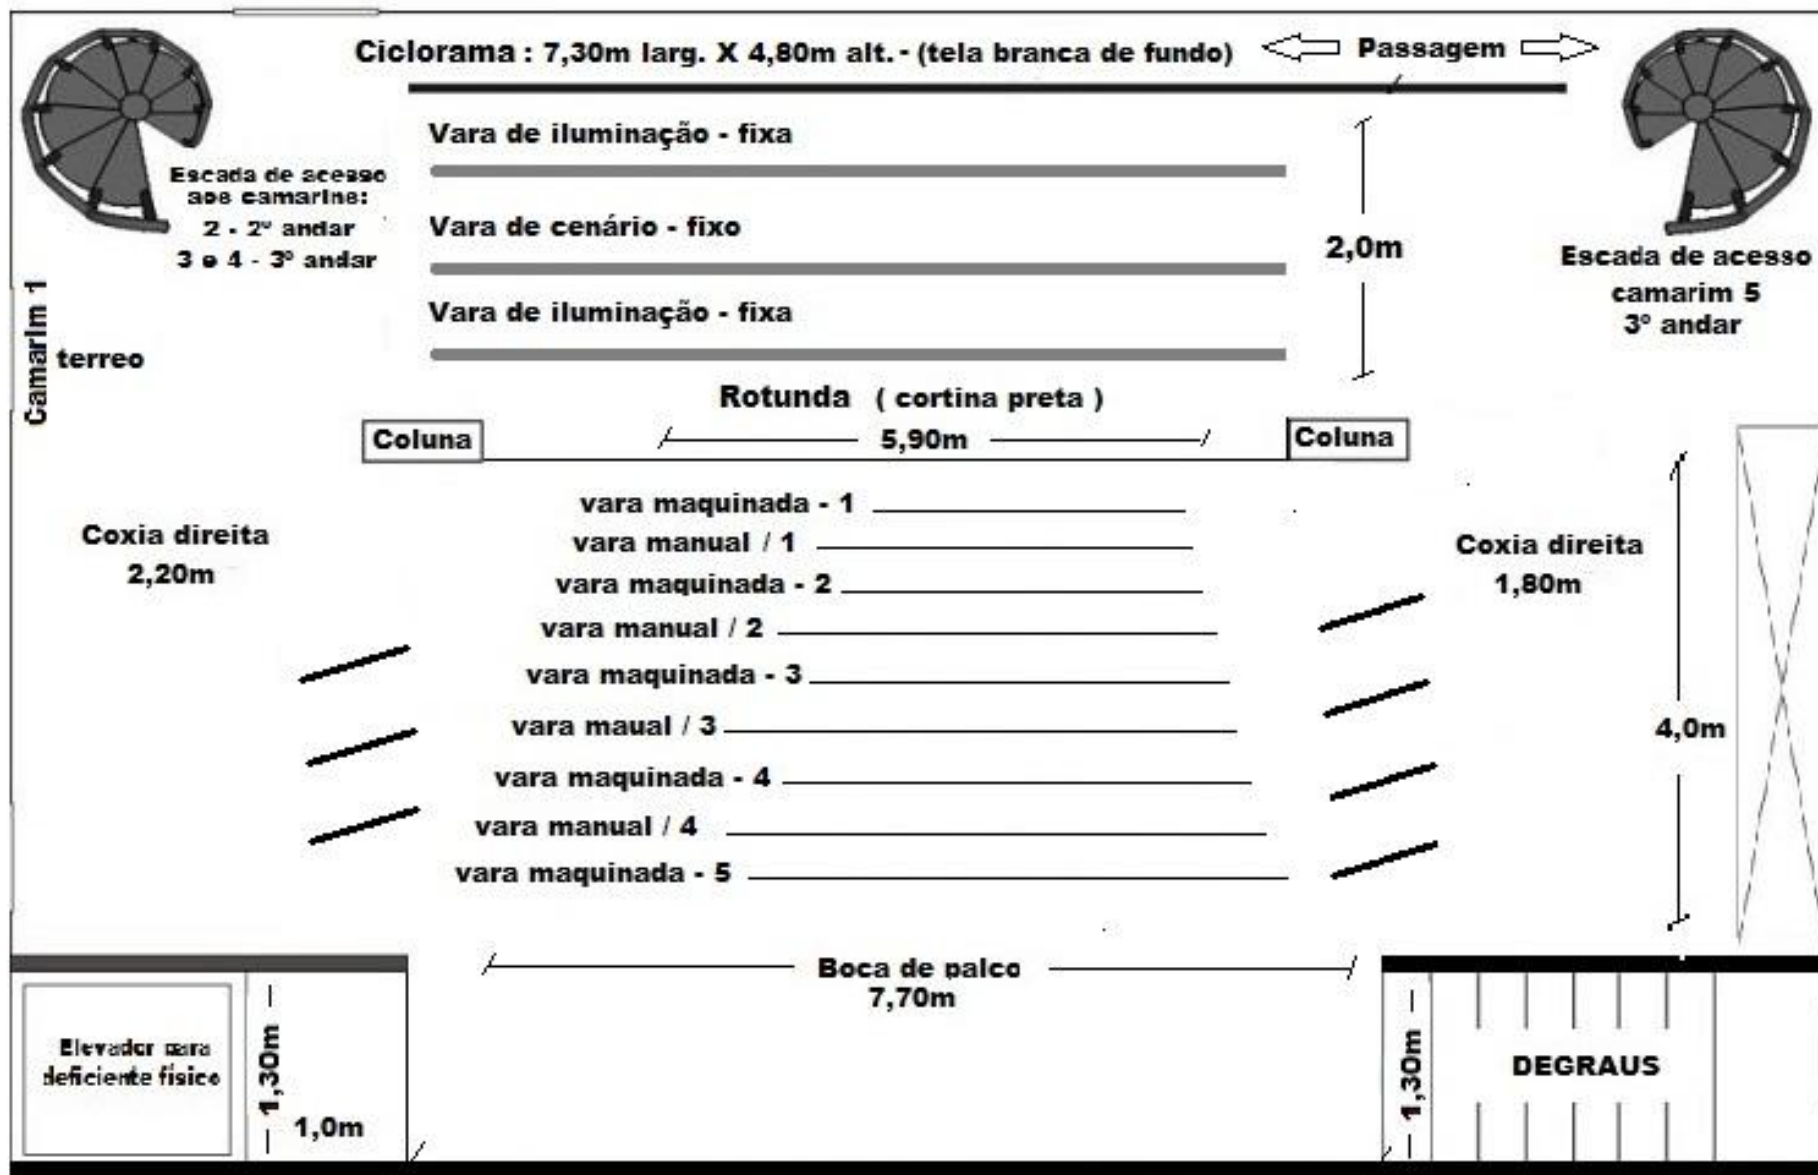 Ciclorama : 7,30m larg. X 4,80m alt. - (tela branca de fundo)
Passagem
Vara de iluminação - fixa
Escada de acesso
aos camarine:
2 - 2º andar
3 e 4 - 3º andar
Vara de cenário - fixo
2,0m
Escada de acesso
camarim 5
3º andar
Vara de iluminação - fixa
Camarim 1
terreo
Rotunda ( cortina preta )
Coluna
5,90m
Coluna
vara maquinada - 1
Coxia direita
2,20m
vara manual / 1
Coxia direita
1,80m
vara maquinada - 2
vara manual / 2
vara maquinada - 3
vara maual / 3
4,0m
vara maquinada - 4
vara manual / 4
vara maquinada - 5
Boca de palco
7,70m
Elevador para
deficiente físico
1,30m
1,0m
1,30m
DEGRAUS